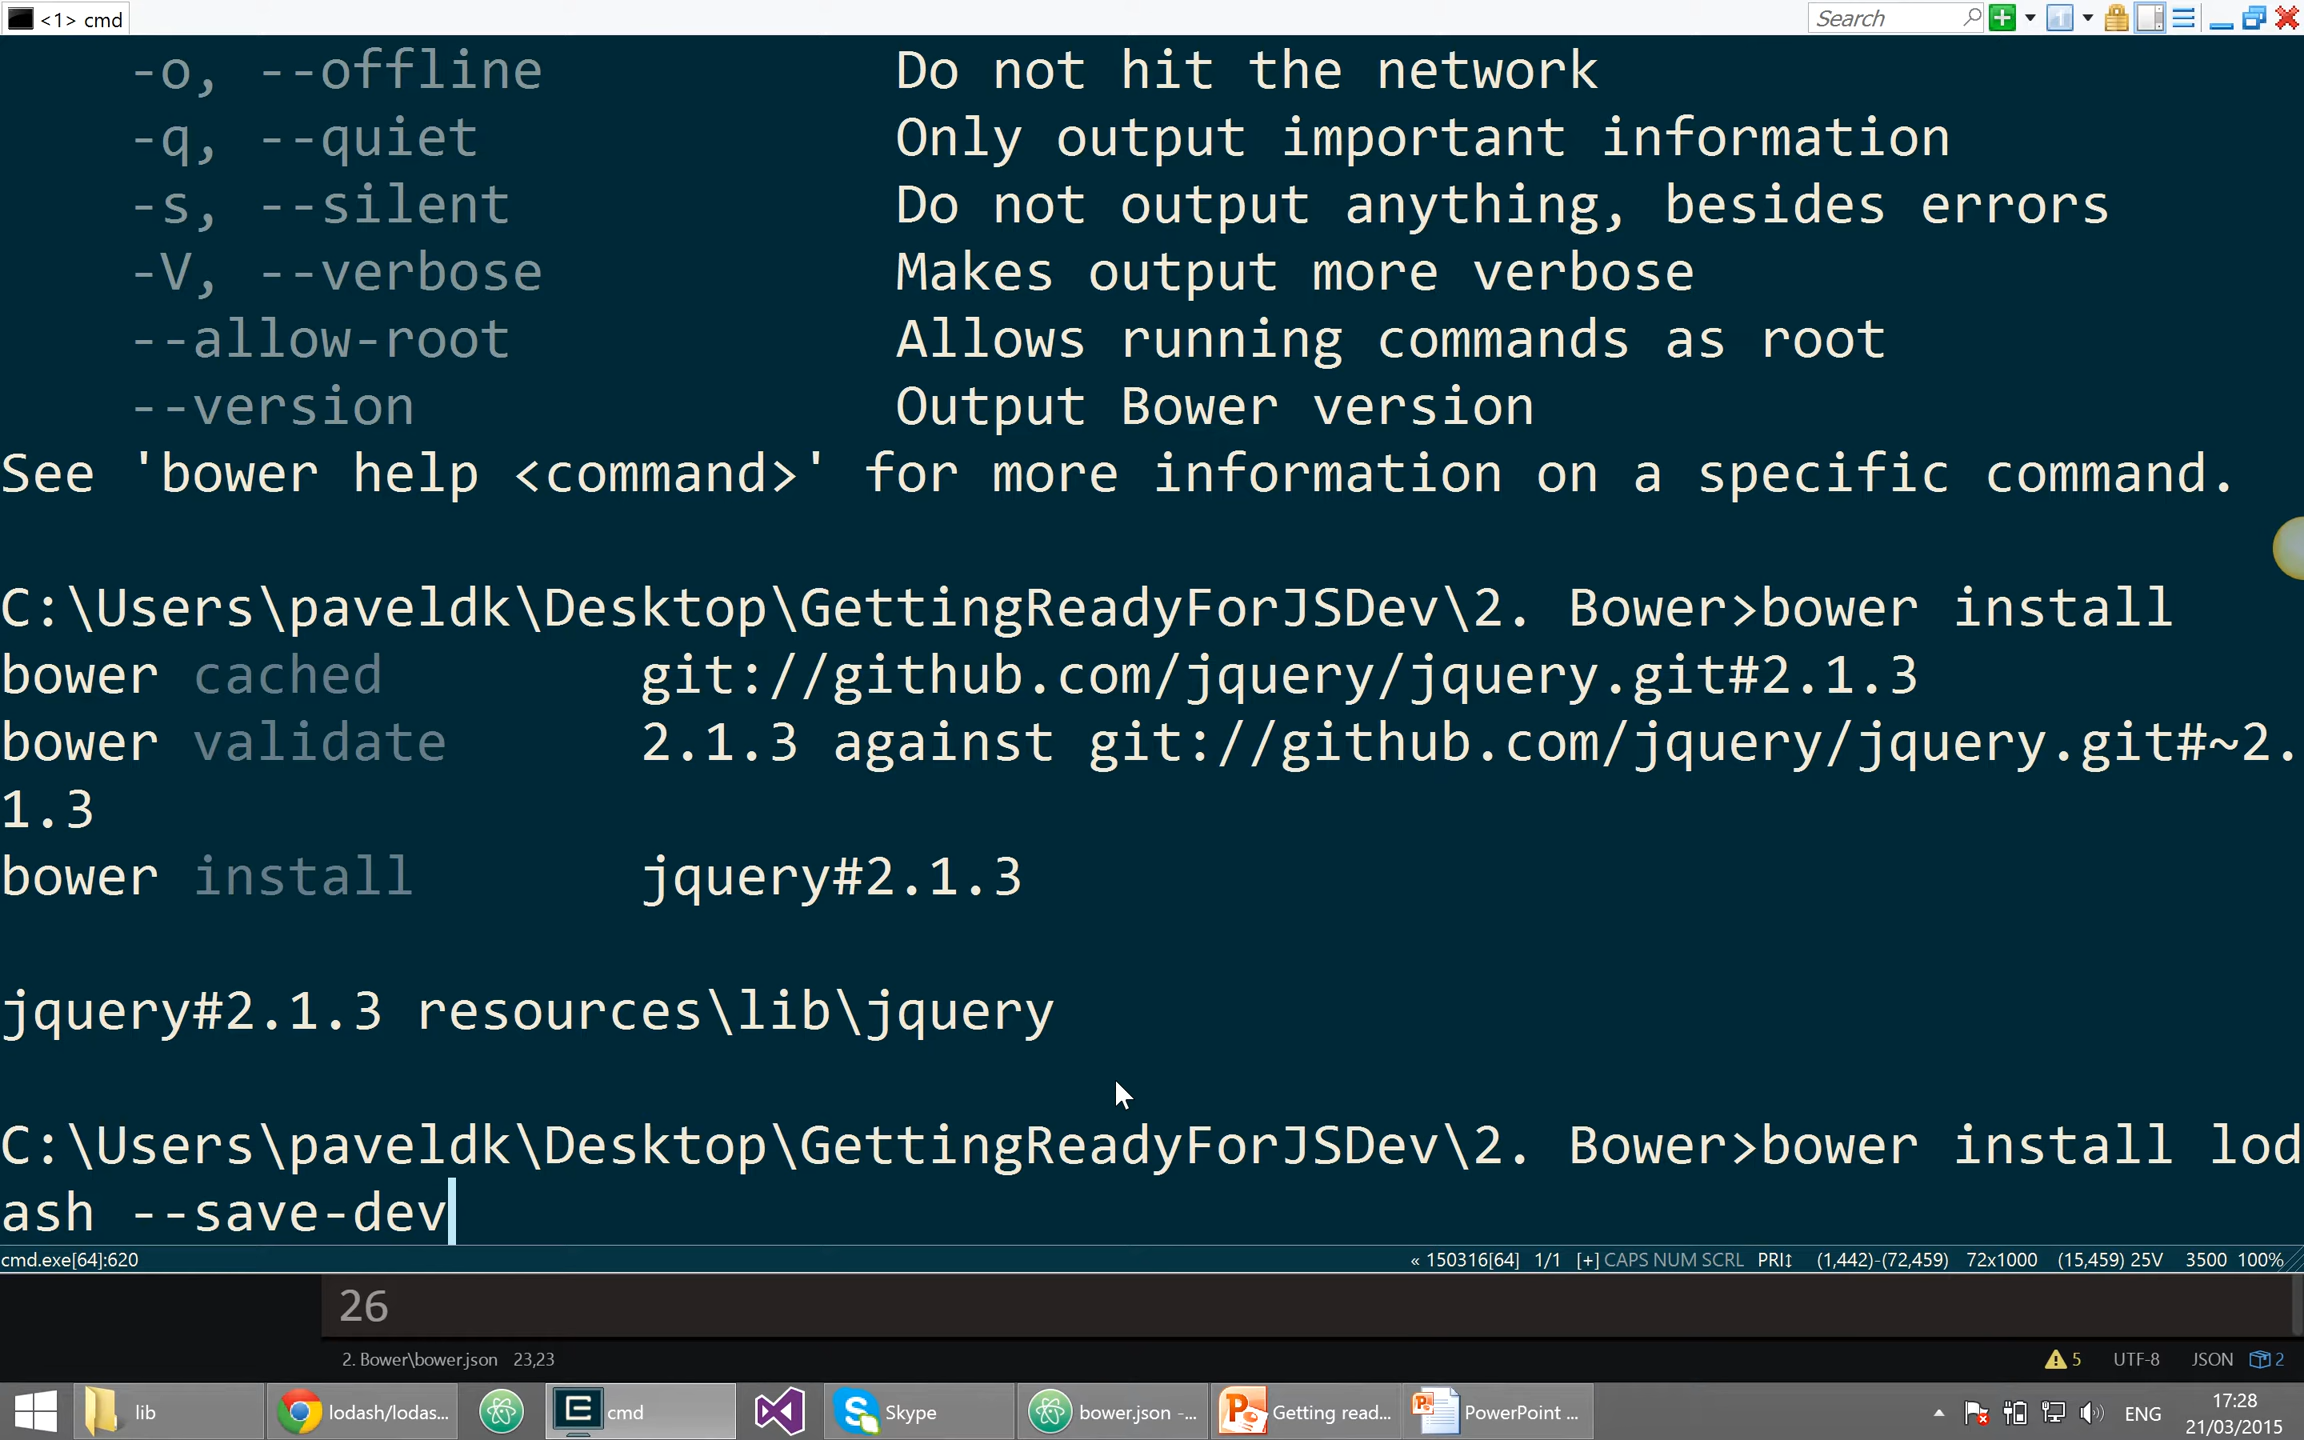 <1> cmd
Search
-o, --offline Do not hit the network
-q, --quiet Only output important information
-s, --silent Do not output anything, besides errors
-V, --verbose Makes output more verbose
--allow-root Allows running commands as root
--version Output Bower version
See 'bower help <command>' for more information on a specific command.
C:\Users\paveldk\Desktop\GettingReadyForJSDev\2. Bower>bower install
bower cached git://github.com/jquery/jquery.git#2.1.3
bower validate 2.1.3 against git://github.com/jquery/jquery.git#~2.
1.3
bower install jquery#2.1.3
jquery#2.1.3 resources\lib\jquery
C:\Users\paveldk\Desktop\GettingReadyForJSDev\2. Bower>bower install lod
ash --save-dev
cmd.exe[64]:620 « 150316[64] 1/1 [+] CAPS NUM SCRL PRI↕ (1,442)-(72,459) 72x1000 (15,459) 25V 3500 100%
26
2. Bower\bower.json 23,23 5 UTF-8 JSON 2
lib lodash/lodas... cmd Skype bower.json -... Getting read... PowerPoint ... ENG 17:28
21/03/2015